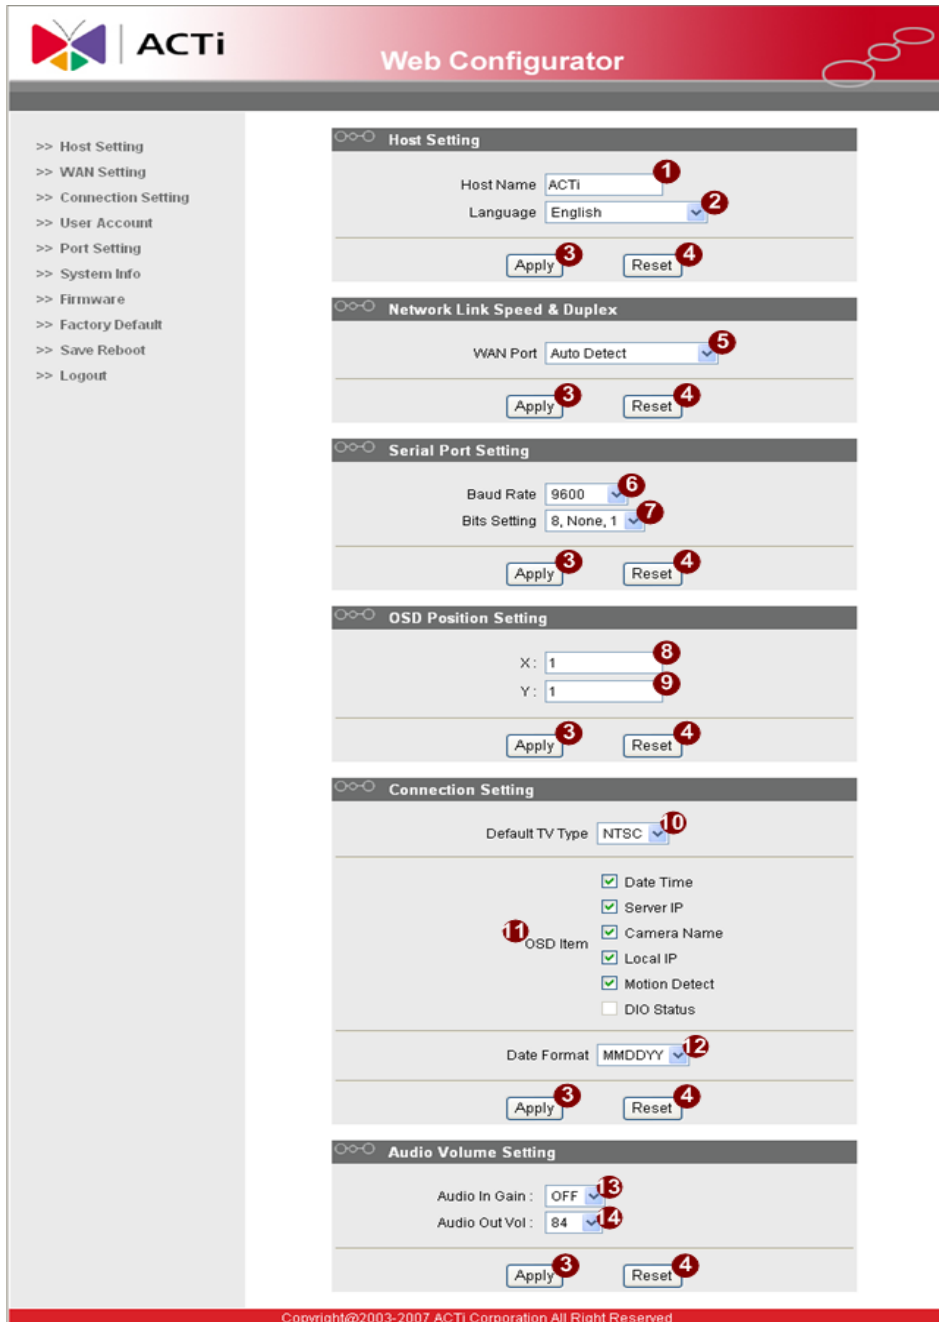 ACTi
Web Configurator
>> Host Setting
>> WAN Setting
>> Connection Setting
>> User Account
>> Port Setting
>> System Info
>> Firmware
>> Factory Default
>> Save Reboot
>> Logout
Host Setting
Host Name ACTi 1
Language English 2
Apply 3 Reset 4
Network Link Speed & Duplex
WAN Port Auto Detect 5
Apply 3 Reset 4
Serial Port Setting
Baud Rate 9600 6
Bits Setting 8, None, 1 7
Apply 3 Reset 4
OSD Position Setting
X : 1 8
Y : 1 9
Apply 3 Reset 4
Connection Setting
Default TV Type NTSC 10
Date Time
Server IP
11 OSD Item
Camera Name
Local IP
Motion Detect
DIO Status
Date Format MMDDYY 12
Apply 3 Reset 4
Audio Volume Setting
Audio In Gain : OFF 13
Audio Out Vol : 84 14
Apply 3 Reset 4
Copyright@2003-2007 ACTi Corporation All Right Reserved